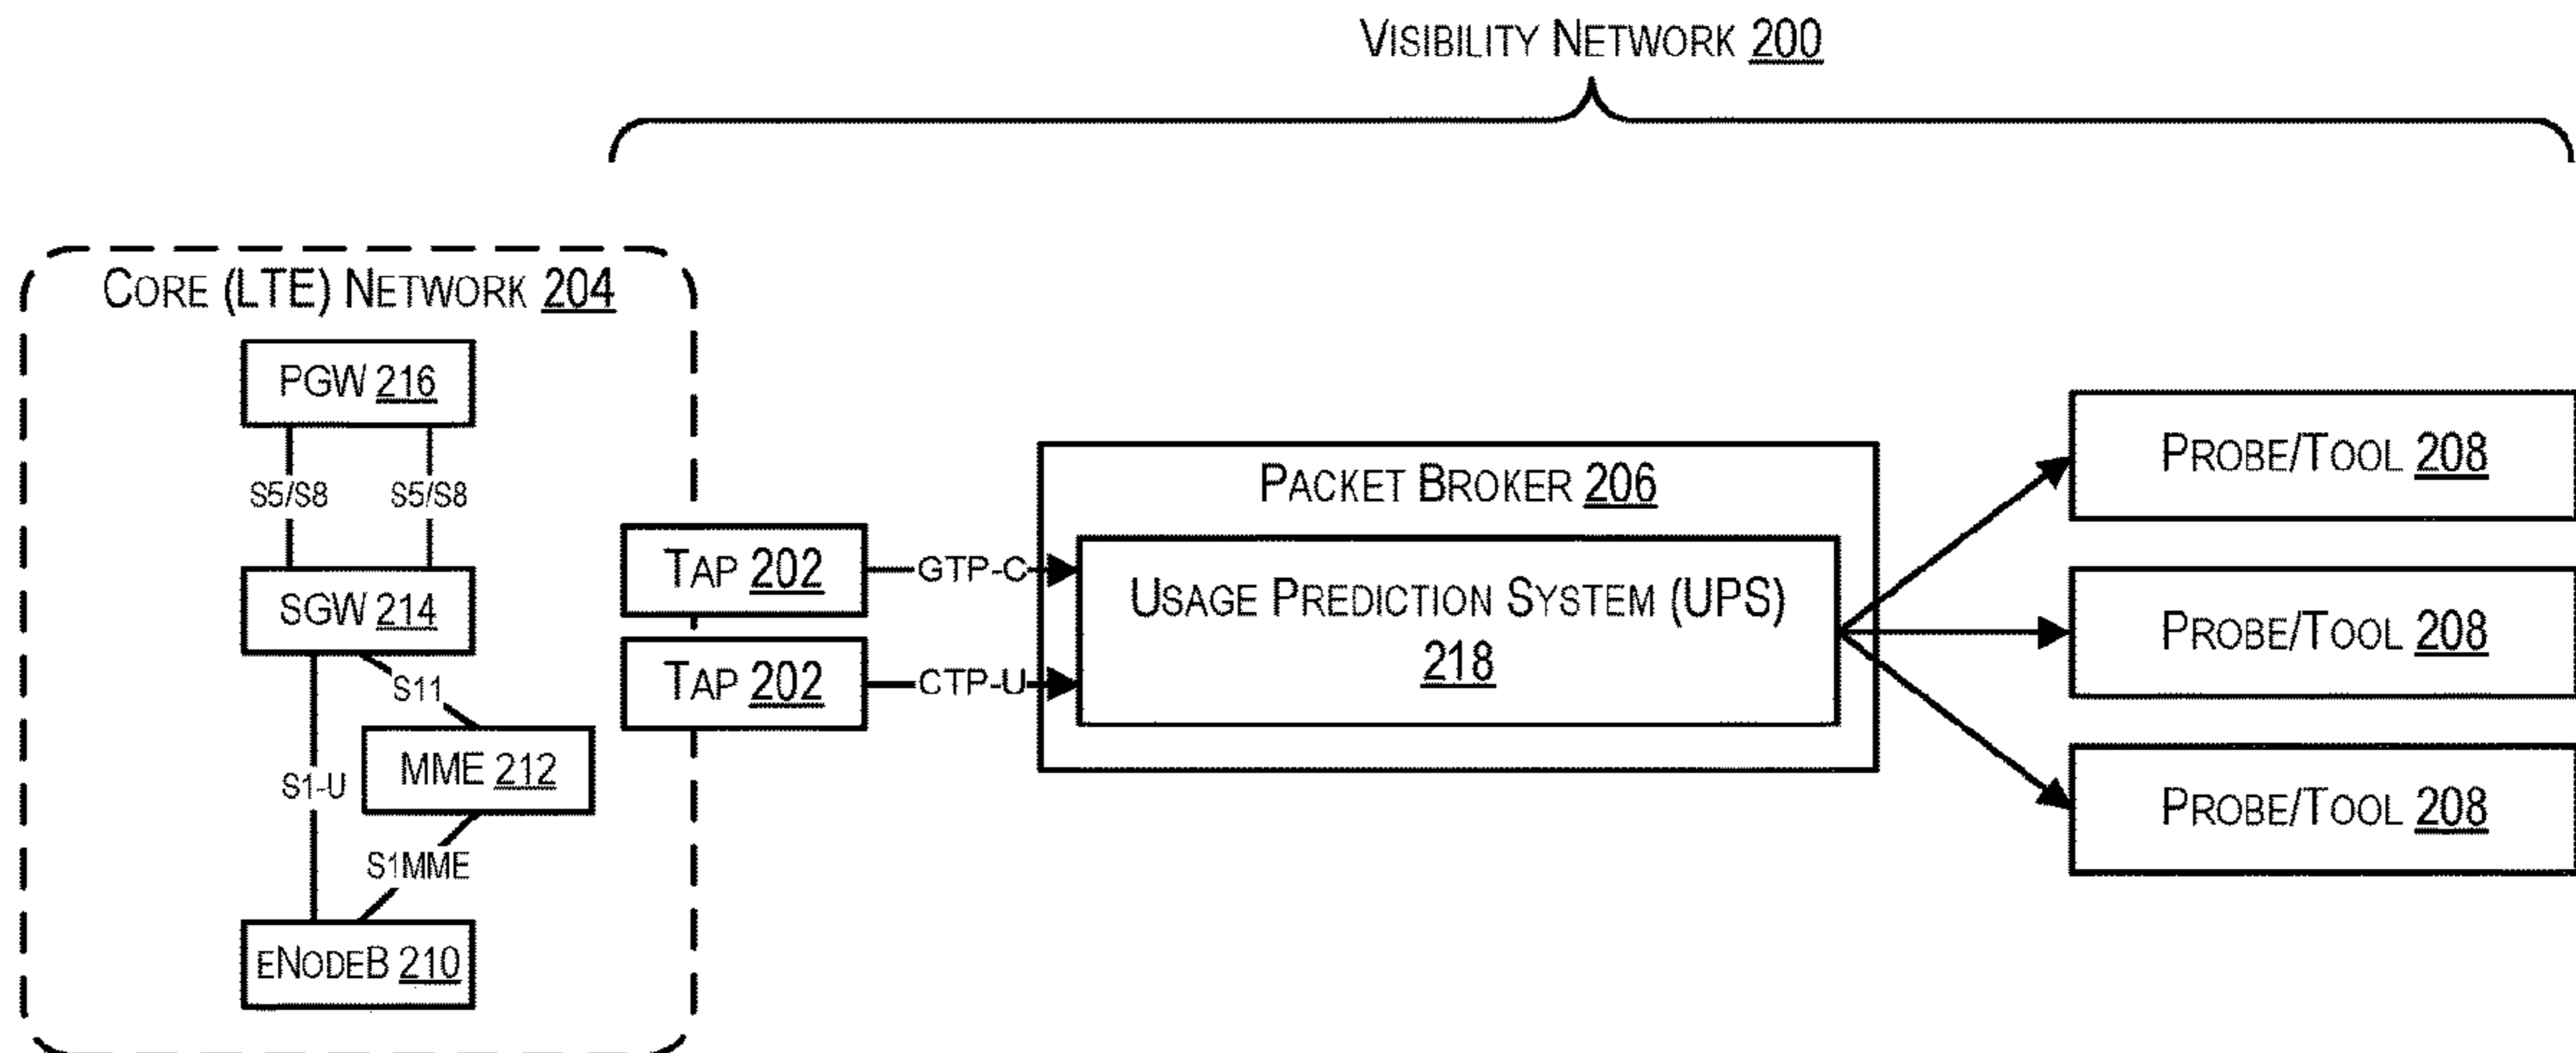 VISIBILITY NETWORK 200
CORE (LTE) NETWORK 204
PGW 216
S5/S8 S5/S8
SGW 214
S11
MME 212
S1-U
S1MME
ENODEB 210
TAP 202
GTP-C
TAP 202
CTP-U
PACKET BROKER 206
USAGE PREDICTION SYSTEM (UPS)
218
PROBE/TOOL 208
PROBE/TOOL 208
PROBE/TOOL 208